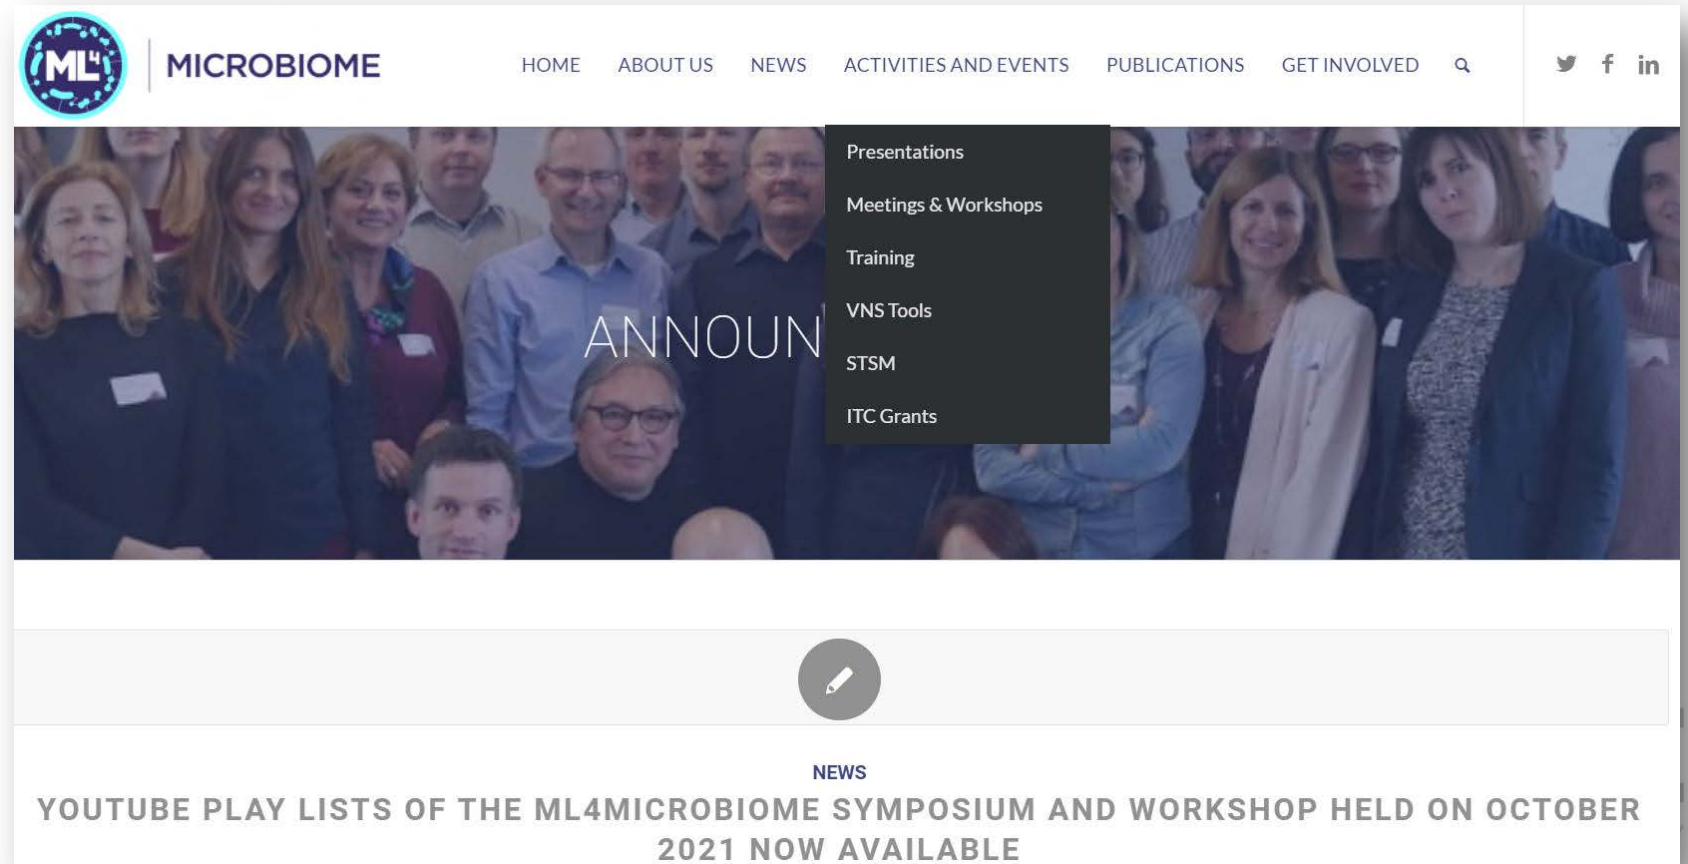 ML4 MICROBIOME
HOME ABOUT US NEWS ACTIVITIES AND EVENTS PUBLICATIONS GET INVOLVED
Presentations
Meetings & Workshops
Training
VNS Tools
STSM
ITC Grants
ANNOUN
NEWS
YOUTUBE PLAY LISTS OF THE ML4MICROBIOME SYMPOSIUM AND WORKSHOP HELD ON OCTOBER
2021 NOW AVAILABLE